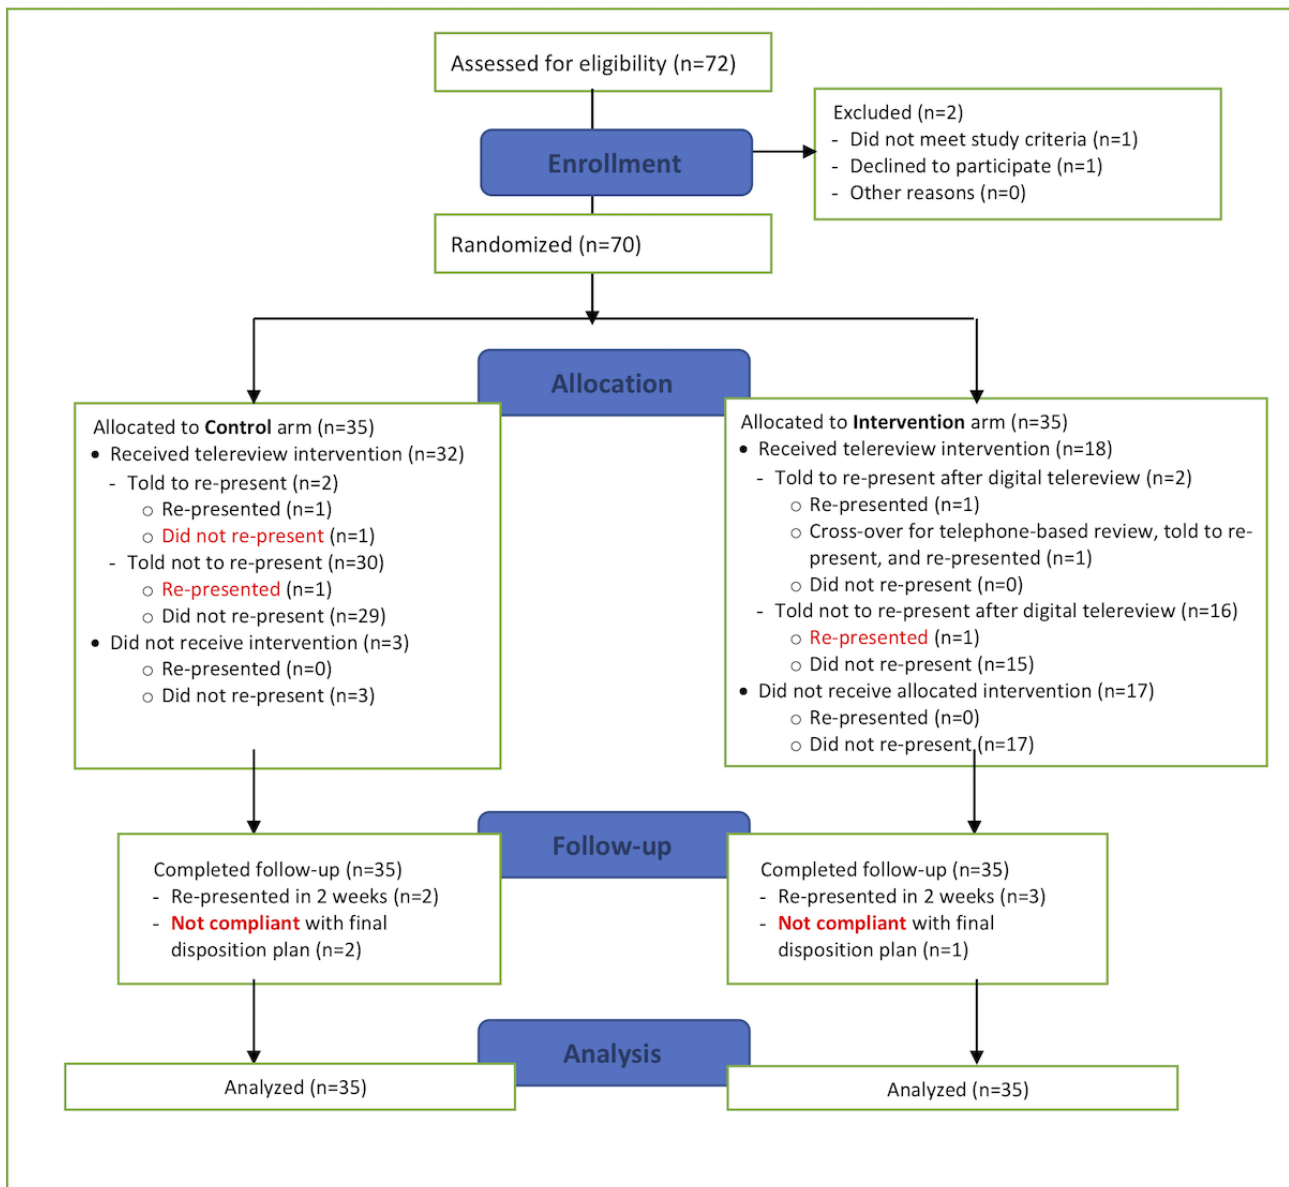 Assessed for eligibility (n=72)
Excluded (n=2)
- Did not meet study criteria (n=1)
- Declined to participate (n=1)
- Other reasons (n=0)
Enrollment
Randomized (n=70)
Allocation
Allocated to Control arm (n=35)
• Received telereview intervention (n=32)
- Told to re-present (n=2)
○ Re-presented (n=1)
○ Did not re-present (n=1)
- Told not to re-present (n=30)
○ Re-presented (n=1)
○ Did not re-present (n=29)
• Did not receive intervention (n=3)
○ Re-presented (n=0)
○ Did not re-present (n=3)
Allocated to Intervention arm (n=35)
• Received telereview intervention (n=18)
- Told to re-present after digital telereview (n=2)
○ Re-presented (n=1)
○ Cross-over for telephone-based review, told to re-
present, and re-presented (n=1)
○ Did not re-present (n=0)
- Told not to re-present after digital telereview (n=16)
○ Re-presented (n=1)
○ Did not re-present (n=15)
• Did not receive allocated intervention (n=17)
○ Re-presented (n=0)
○ Did not re-present (n=17)
Follow-up
Completed follow-up (n=35)
- Re-presented in 2 weeks (n=2)
- Not compliant with final
disposition plan (n=2)
Completed follow-up (n=35)
- Re-presented in 2 weeks (n=3)
- Not compliant with final
disposition plan (n=1)
Analysis
Analyzed (n=35)
Analyzed (n=35)